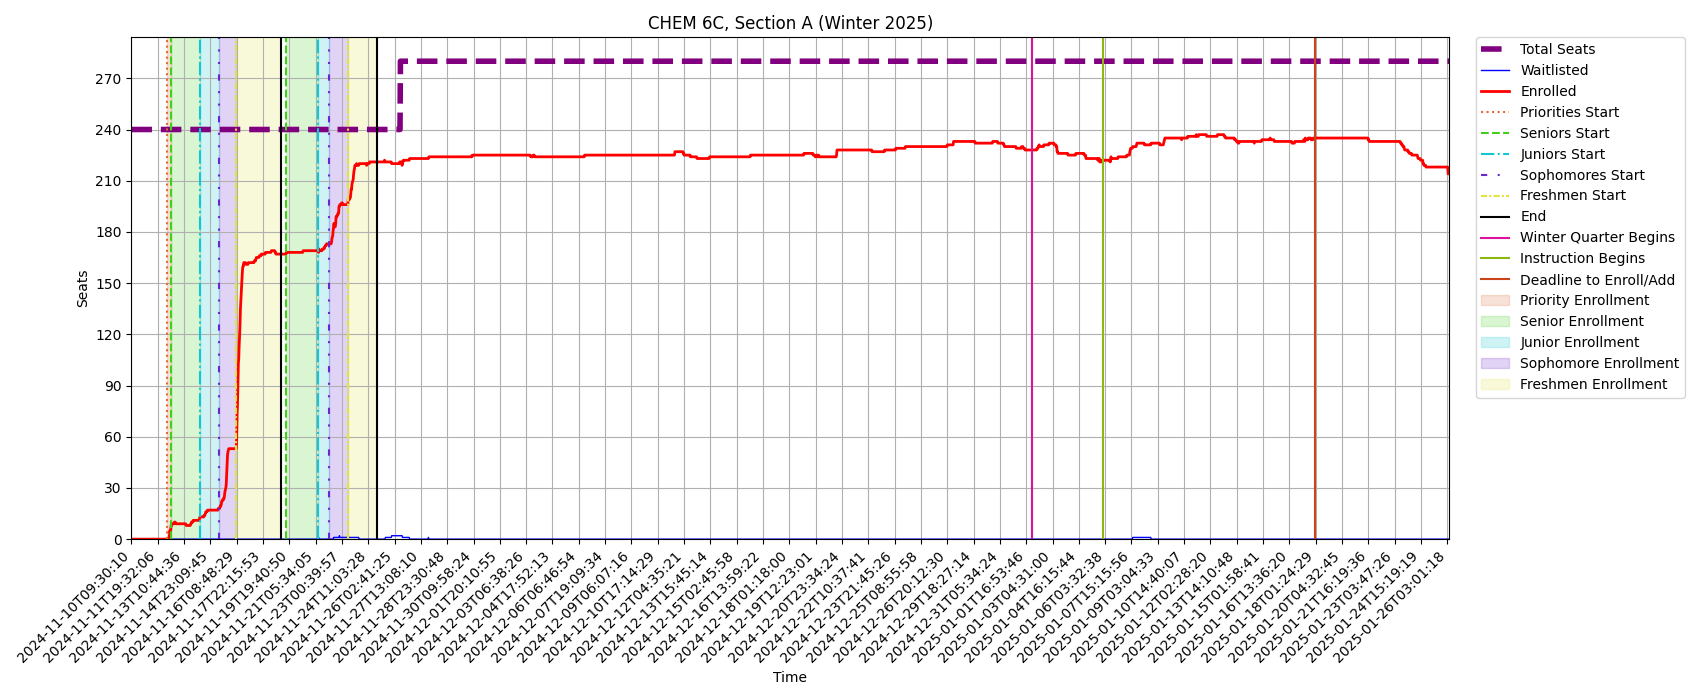 CHEM 6C, Section A (Winter 2025)
Seats
270
240
210
180
150
120
90
60
30
0
2024-11-10T09:30:10
2024-11-11T19:32:06
2024-11-13T10:44:36
2024-11-14T23:09:45
2024-11-16T08:48:29
2024-11-17T22:15:53
2024-11-19T19:40:50
2024-11-21T05:34:05
2024-11-23T00:39:57
2024-11-24T11:03:28
2024-11-26T02:41:25
2024-11-27T13:08:10
2024-11-28T23:30:48
2024-11-30T09:58:24
2024-12-01T20:10:55
2024-12-03T06:38:26
2024-12-04T17:52:13
2024-12-06T06:46:54
2024-12-07T19:09:34
2024-12-09T06:07:16
2024-12-10T17:14:29
2024-12-12T04:35:21
2024-12-13T15:45:14
2024-12-15T02:45:58
2024-12-16T13:59:22
2024-12-18T01:18:00
2024-12-19T12:23:01
2024-12-20T23:34:24
2024-12-22T10:37:41
2024-12-23T21:45:26
2024-12-25T08:55:58
2024-12-26T20:12:30
2024-12-29T18:27:14
2024-12-31T05:34:24
2025-01-01T16:53:46
2025-01-03T04:31:00
2025-01-04T16:15:44
2025-01-06T03:32:38
2025-01-07T15:15:56
2025-01-09T03:04:33
2025-01-10T14:40:07
2025-01-12T02:28:20
2025-01-13T14:10:48
2025-01-15T01:58:41
2025-01-16T13:36:20
2025-01-18T01:24:29
2025-01-20T04:32:45
2025-01-21T16:19:36
2025-01-23T03:47:26
2025-01-24T15:19:19
2025-01-26T03:01:18
Time
Total Seats
Waitlisted
Enrolled
Priorities Start
Seniors Start
Juniors Start
Sophomores Start
Freshmen Start
End
Winter Quarter Begins
Instruction Begins
Deadline to Enroll/Add
Priority Enrollment
Senior Enrollment
Junior Enrollment
Sophomore Enrollment
Freshmen Enrollment